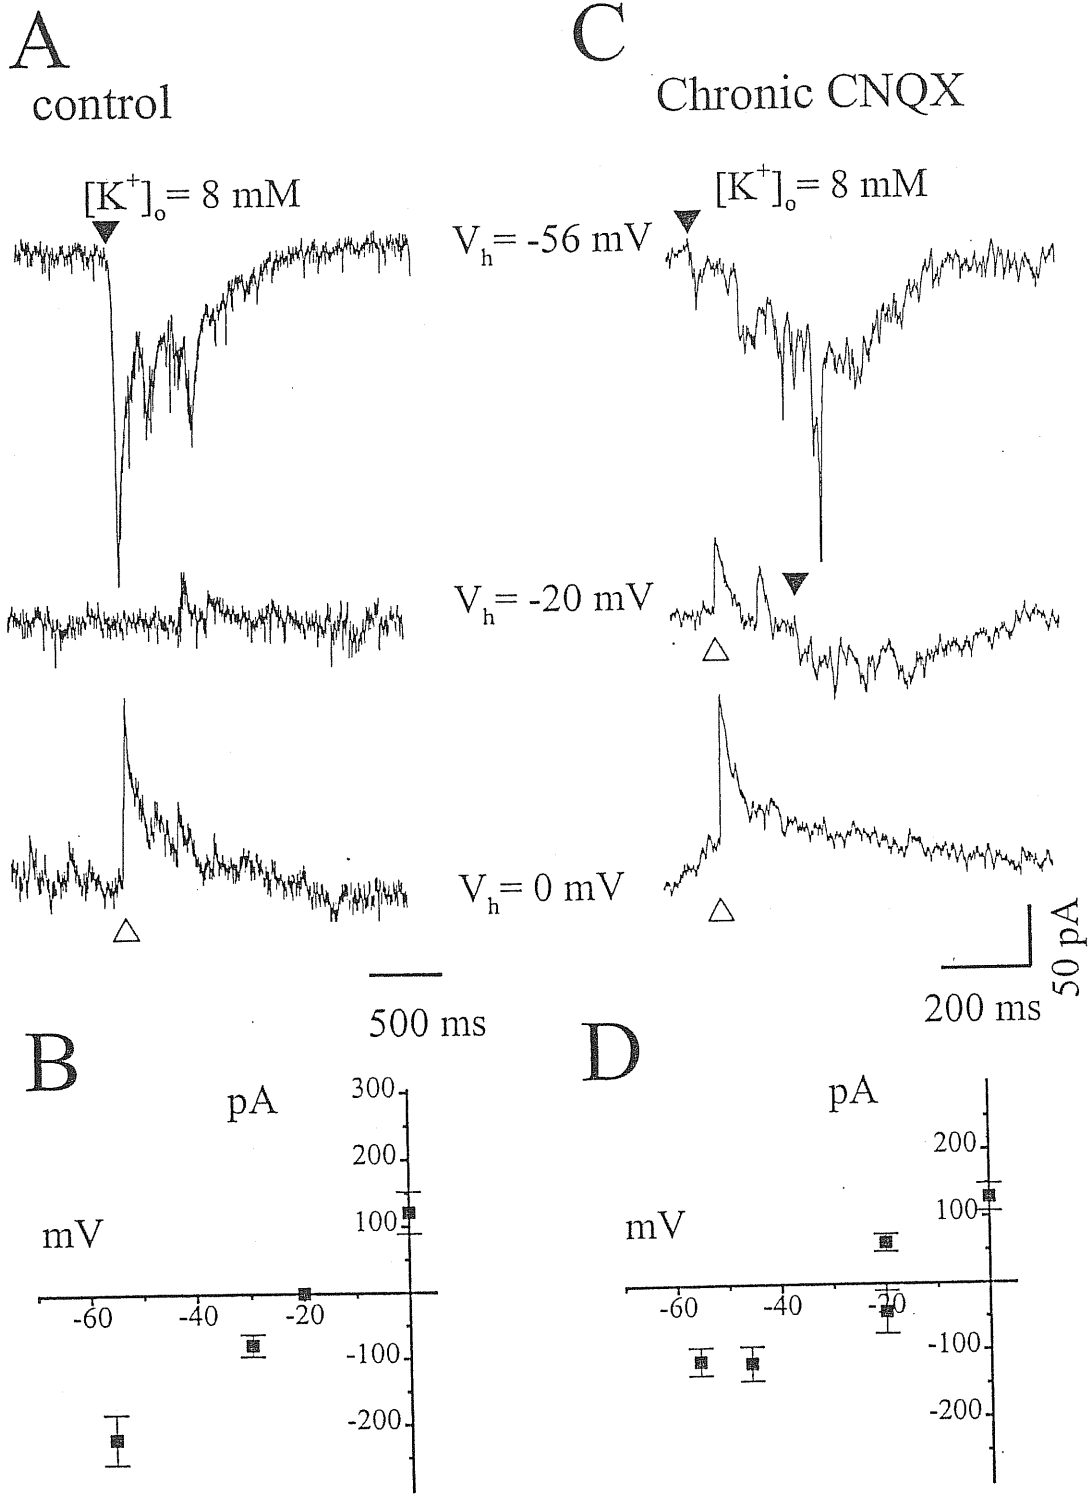 A
control
[K+]o= 8 mM
C
Chronic CNQX
[K+]o= 8 mM
Vh= -56 mV
Vh= -20 mV
Vh= 0 mV
500 ms
200 ms
50 pA
B
pA
mV
300
200
100
-60
-40
-20
-100
-200
D
pA
mV
200
100
-60
-40
-20
-100
-200